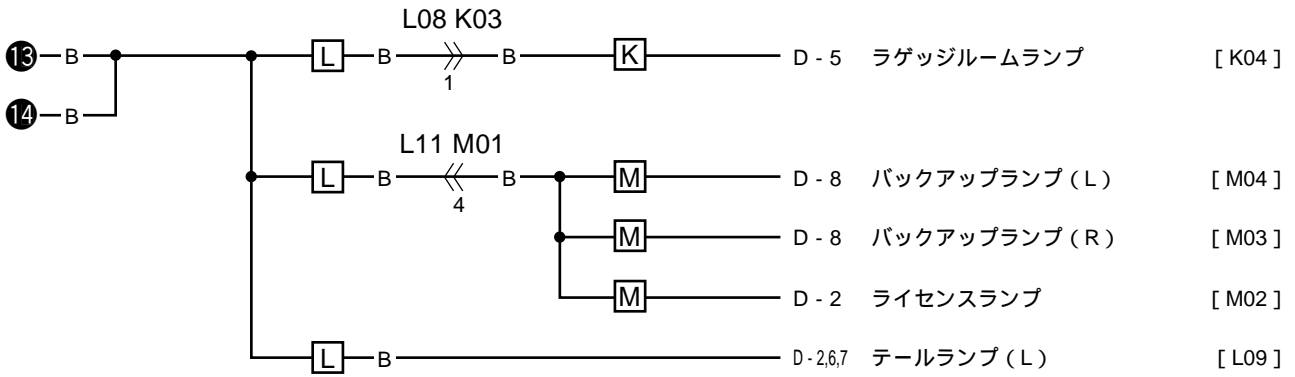 L08 K03
⓭ B L B B K D - 5 ラゲッジルームランプ [ K04 ]
1
⓮ B
L11 M01
L B B M D - 8 バックアップランプ ( L ) [ M04 ]
4
M D - 8 バックアップランプ ( R ) [ M03 ]
M D - 2 ライセンスランプ [ M02 ]
L B D - 2,6,7 テールランプ ( L ) [ L09 ]